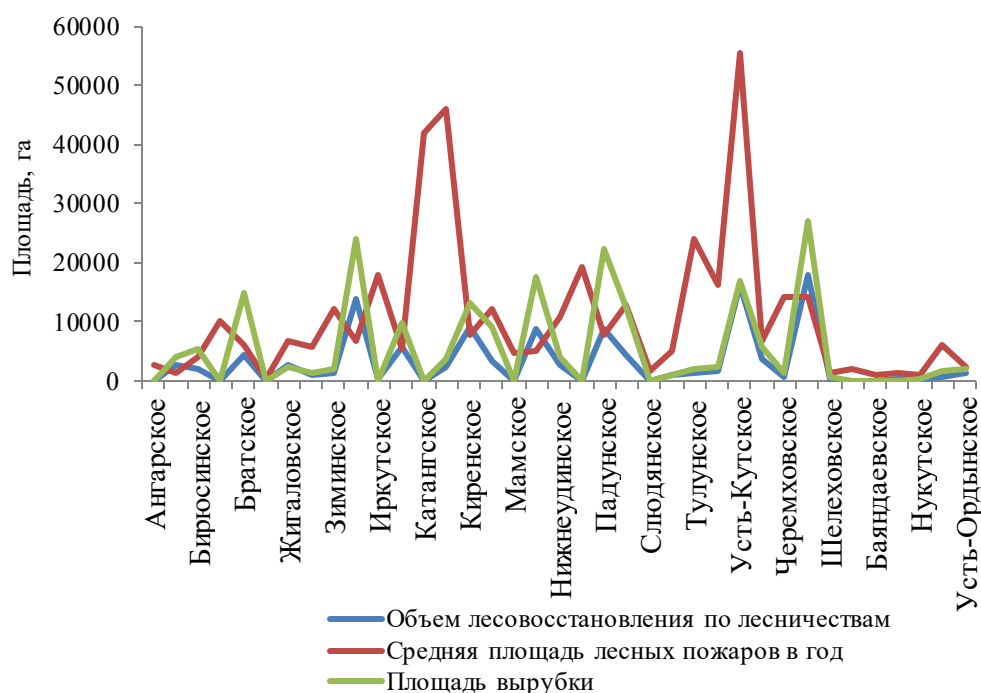 60000
50000
40000
30000
20000
10000
0
Площадь, га
Ангарское
Бирюсинское
Братское
Жигаловское
Зиминское
Иркутское
Катангское
Киренское
Мамское
Нижнеудинское
Падунское
Слюдянское
Тулунское
Усть-Кутское
Черемховское
Шелеховское
Баяндаевское
Нукутское
Усть-Ордынское
Объем лесовосстановления по лесничествам
Средняя площадь лесных пожаров в год
Площадь вырубки